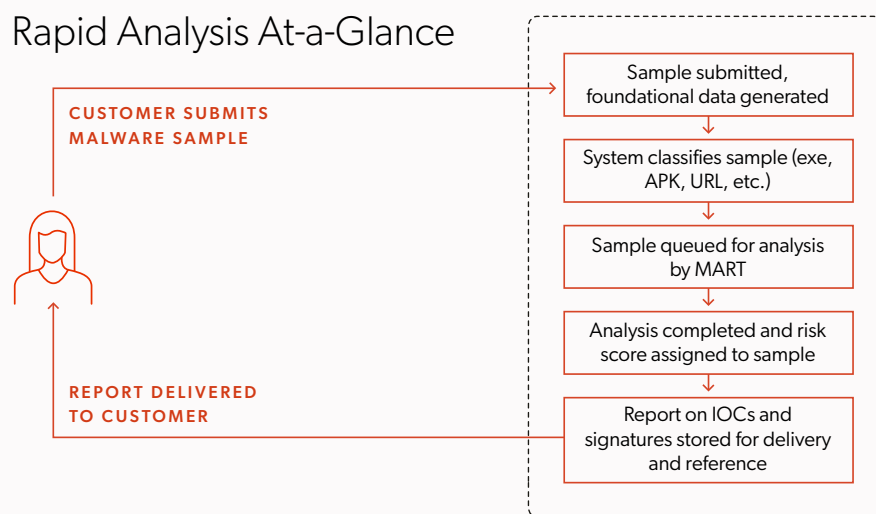 Rapid Analysis At-a-Glance
CUSTOMER SUBMITS
MALWARE SAMPLE
Sample submitted,
foundational data generated
System classifies sample (exe,
APK, URL, etc.)
Sample queued for analysis
by MART
Analysis completed and risk
score assigned to sample
Report on IOCs and
signatures stored for delivery
and reference
REPORT DELIVERED
TO CUSTOMER